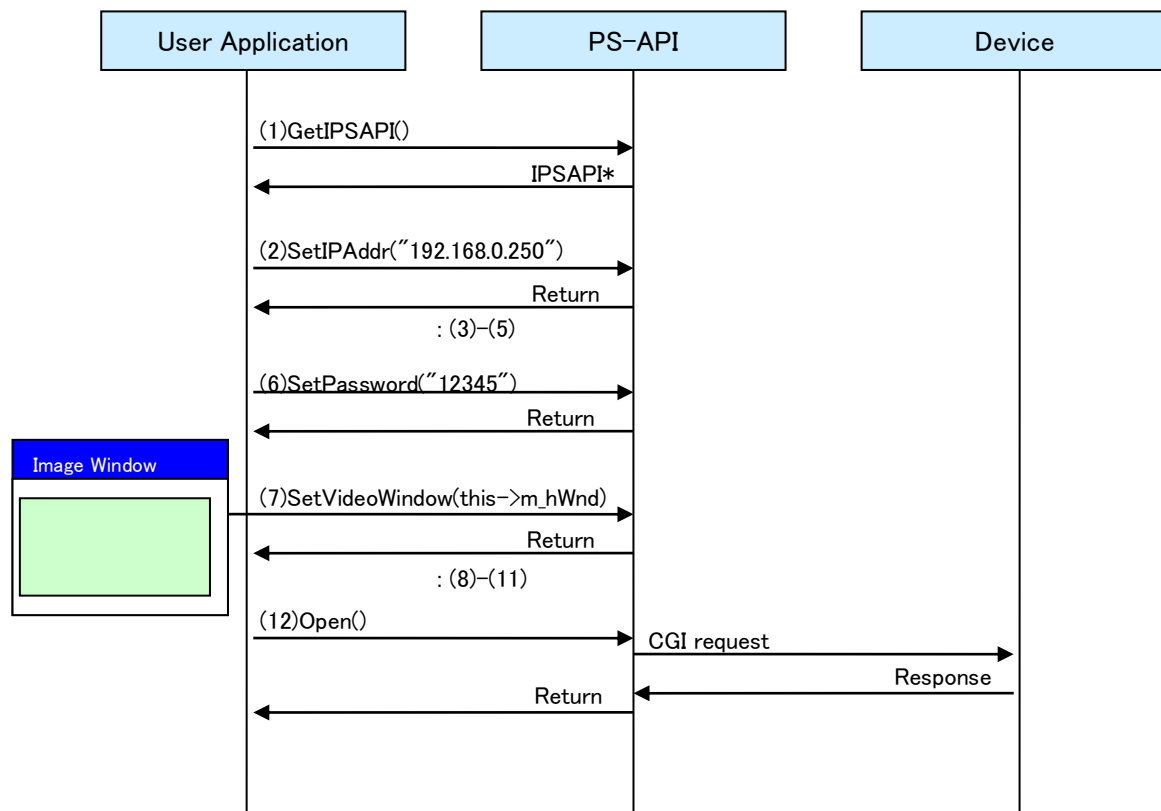 User Application
PS-API
Device
(1)GetIPSAPI()
IPSAPI*
(2)SetIPAddr("192.168.0.250")
Return
: (3)-(5)
(6)SetPassword("12345")
Return
Image Window
(7)SetVideoWindow(this->m_hWnd)
Return
: (8)-(11)
(12)Open()
CGI request
Response
Return